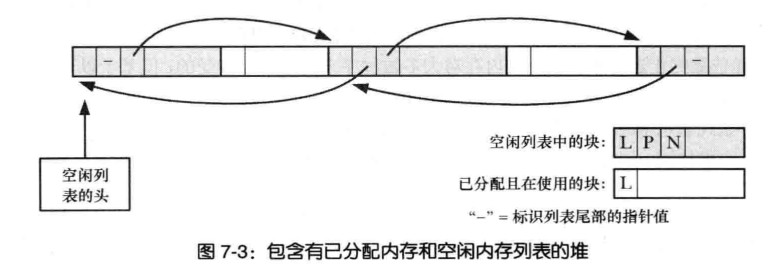 -
-
空闲列
表的头
空闲列表中的块: L P N
已分配且在使用的块: L
“-” = 标识列表尾部的指针值
图 7-3：包含有已分配内存和空闲内存列表的堆